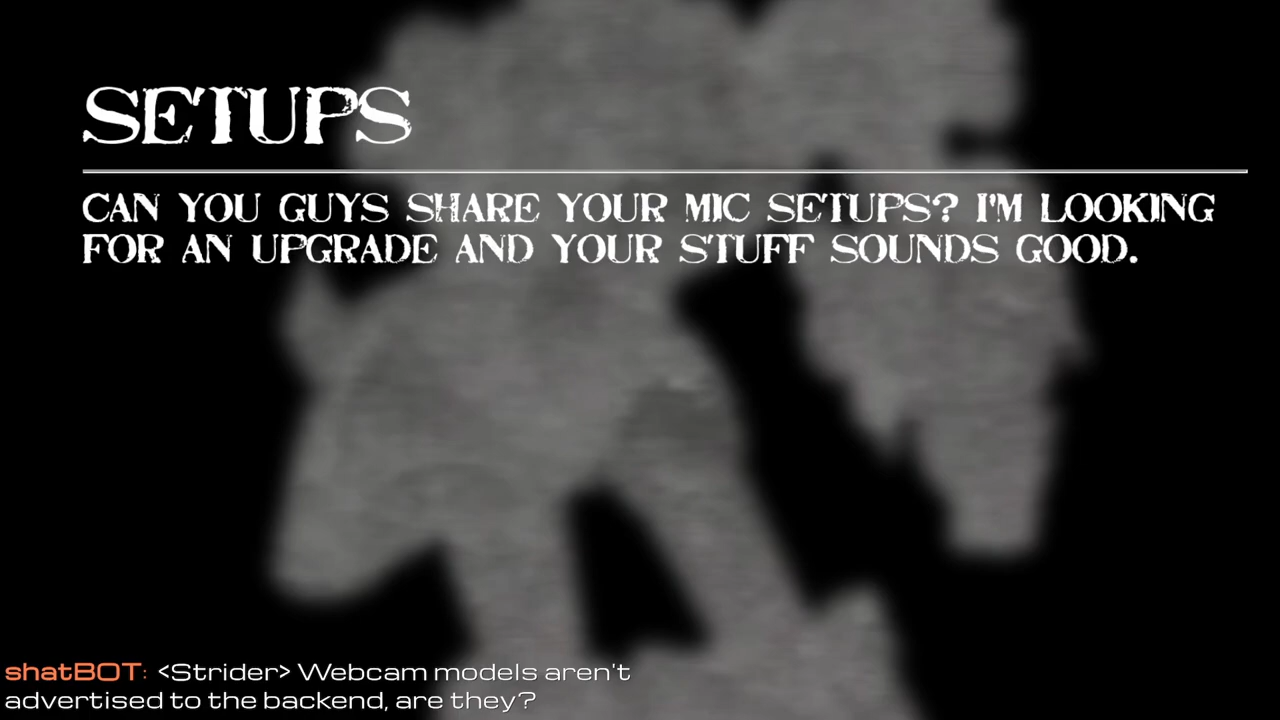 SETUPS
CAN YOU GUYS SHARE YOUR MIC SETUPS? I'M LOOKING
FOR AN UPGRADE AND YOUR STUFF SOUNDS GOOD.
shatBOT: <Strider> Webcam models aren't
advertised to the backend, are they?